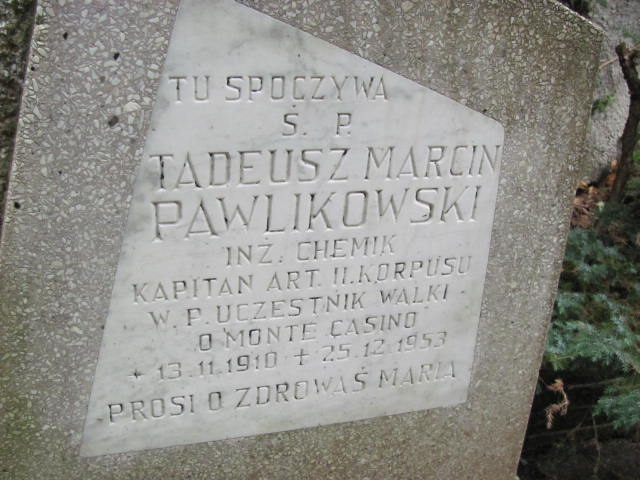 TU SPOCZYWA
Ś. P.
TADEUSZ MARCIN
PAWLIKOWSKI
INŻ. CHEMIK
KAPITAN ART. II. KORPUSU
W. P. UCZESTNIK WALKI
O MONTE CASINO
+ 13.11.1910 + 25.12.1953
PROSI O ZDROWAŚ MARIA